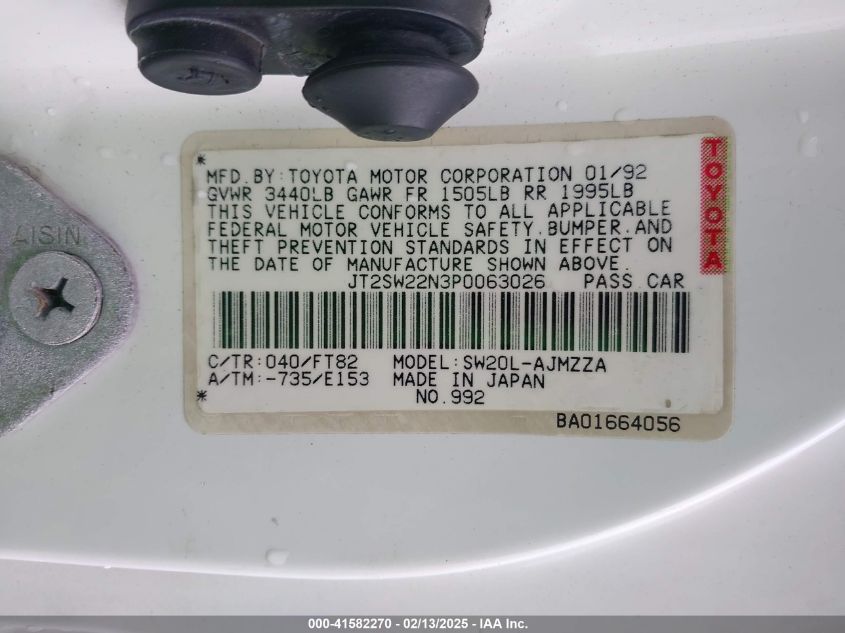 * MFD.BY:TOYOTA MOTOR CORPORATION 01/92
GVWR 3440LB GAWR FR 1505LB RR 1995LB
THIS VEHICLE CONFORMS TO ALL APPLICABLE
FEDERAL MOTOR VEHICLE SAFETY,BUMPER,AND
THEFT PREVENTION STANDARDS IN EFFECT ON
THE DATE OF MANUFACTURE SHOWN ABOVE.
JT2SW22N3P0063026 PASS.CAR
TOYOTA
AISIN
C/TR:040/FT82 MODEL:SW20L-AJMZZA
A/TM:-735/E153 MADE IN JAPAN
* NO.992
BA01664056
000-41582270 - 02/13/2025 - IAA Inc.